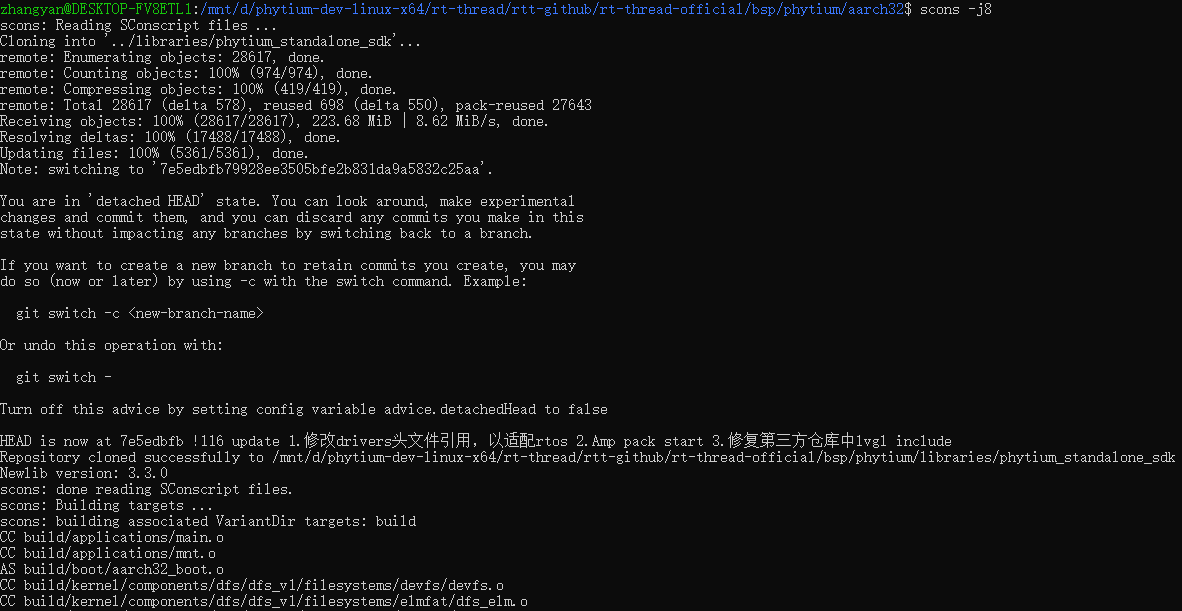 zhangyan@DESKTOP-FV8ETL1:/mnt/d/phytium-dev-linux-x64/rt-thread/rtt-github/rt-thread-official/bsp/phytium/aarch32$ scons -j8
scons: Reading SConscript files ...
Cloning into '../libraries/phytium_standalone_sdk'...
remote: Enumerating objects: 28617, done.
remote: Counting objects: 100% (974/974), done.
remote: Compressing objects: 100% (419/419), done.
remote: Total 28617 (delta 578), reused 698 (delta 550), pack-reused 27643
Receiving objects: 100% (28617/28617), 223.68 MiB | 8.62 MiB/s, done.
Resolving deltas: 100% (17488/17488), done.
Updating files: 100% (5361/5361), done.
Note: switching to '7e5edbfb79928ee3505bfe2b831da9a5832c25aa'.
You are in 'detached HEAD' state. You can look around, make experimental
changes and commit them, and you can discard any commits you make in this
state without impacting any branches by switching back to a branch.
If you want to create a new branch to retain commits you create, you may
do so (now or later) by using -c with the switch command. Example:
git switch -c <new-branch-name>
Or undo this operation with:
git switch -
Turn off this advice by setting config variable advice.detachedHead to false
HEAD is now at 7e5edbfb !116 update 1.修改drivers头文件引用，以适配rtos 2.Amp pack start 3.修复第三方仓库中lvgl include
Repository cloned successfully to /mnt/d/phytium-dev-linux-x64/rt-thread/rtt-github/rt-thread-official/bsp/phytium/libraries/phytium_standalone_sdk
Newlib version: 3.3.0
scons: done reading SConscript files.
scons: Building targets ...
scons: building associated VariantDir targets: build
CC build/applications/main.o
CC build/applications/mnt.o
AS build/boot/aarch32_boot.o
CC build/kernel/components/dfs/dfs_v1/filesystems/devfs/devfs.o
CC build/kernel/components/dfs/dfs_v1/filesystems/elmfat/dfs_elm.o